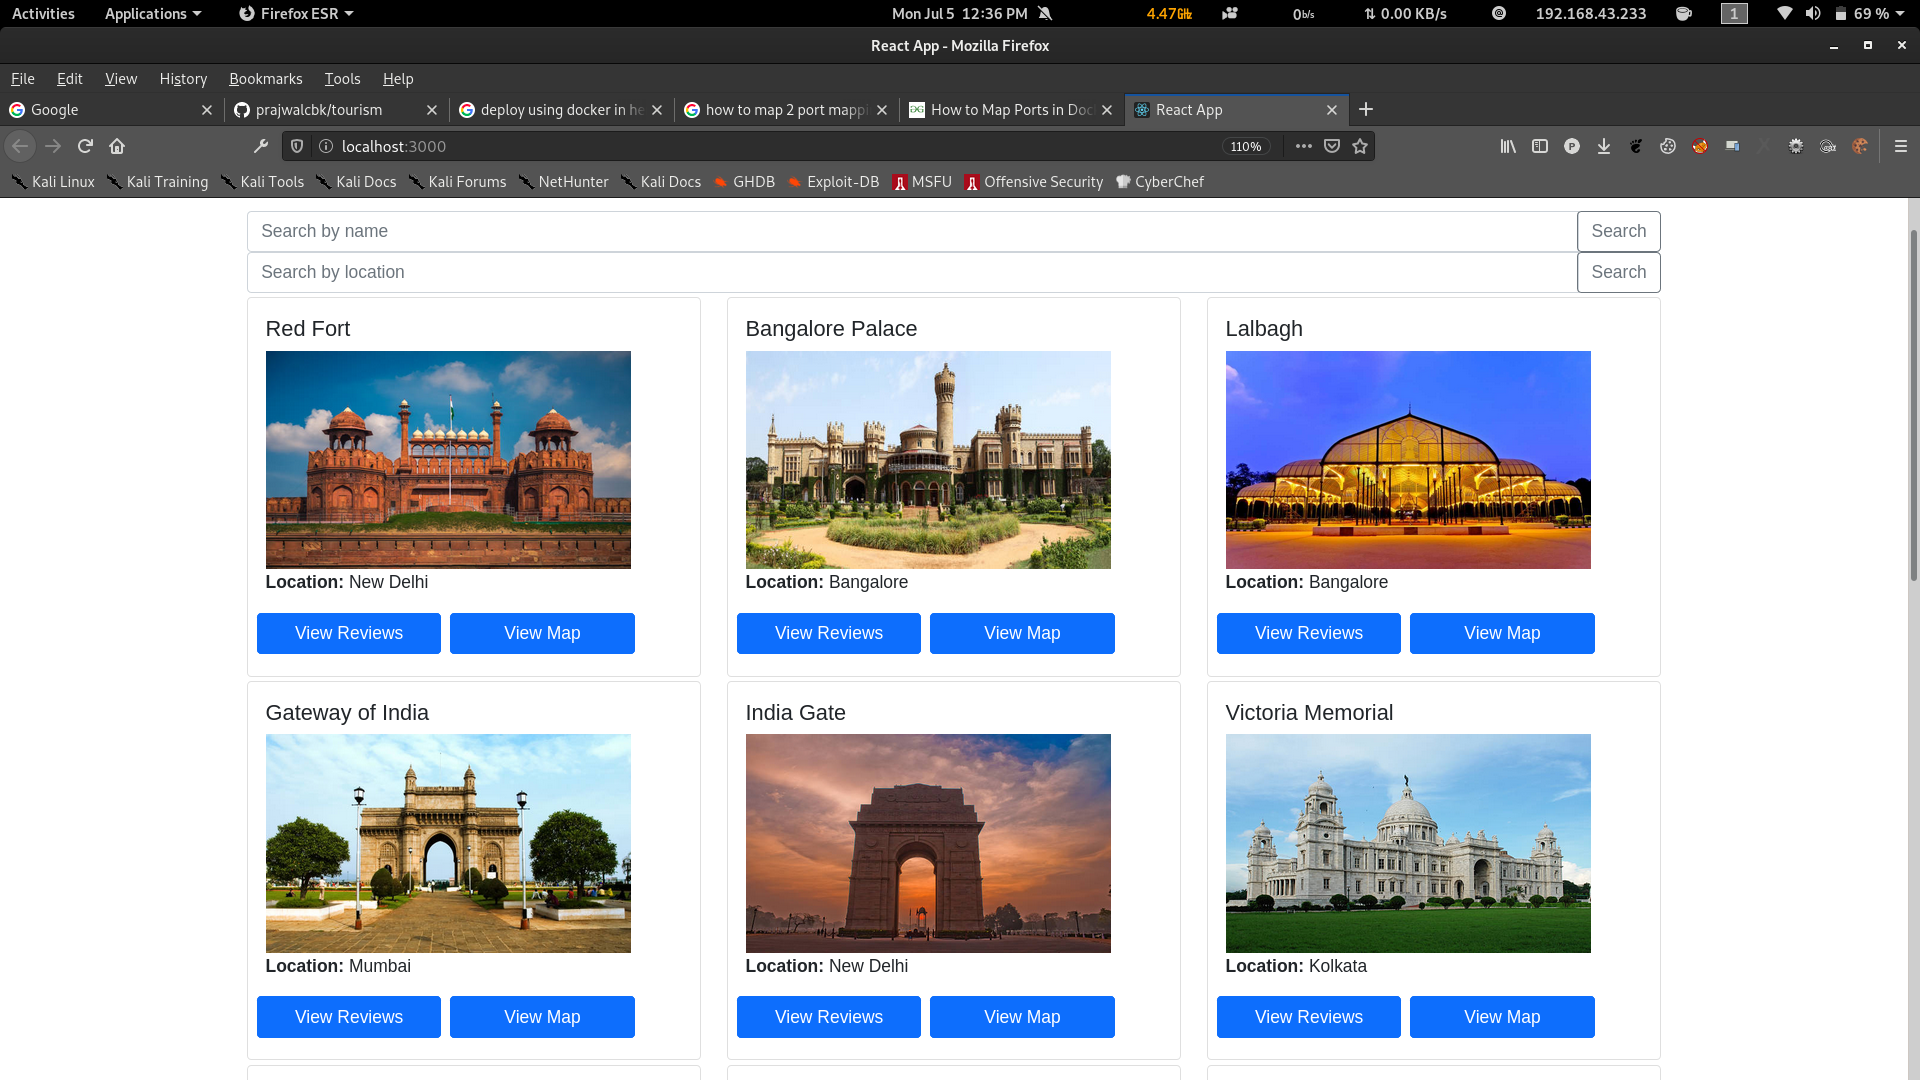 Activities Applications Firefox ESR Mon Jul 5 12:36 PM 4.47GHz 0b/s 0.00 KB/s 192.168.43.233 1 69 %
React App - Mozilla Firefox
File Edit View History Bookmarks Tools Help
Google prajwalcbk/tourism deploy using docker in he how to map 2 port mappi How to Map Ports in Doc React App
localhost:3000 110%
Kali Linux Kali Training Kali Tools Kali Docs Kali Forums NetHunter Kali Docs GHDB Exploit-DB MSFU Offensive Security CyberChef
Search by name Search
Search by location Search
Red Fort Bangalore Palace Lalbagh
Location: New Delhi Location: Bangalore Location: Bangalore
View Reviews View Map View Reviews View Map View Reviews View Map
Gateway of India India Gate Victoria Memorial
Location: Mumbai Location: New Delhi Location: Kolkata
View Reviews View Map View Reviews View Map View Reviews View Map